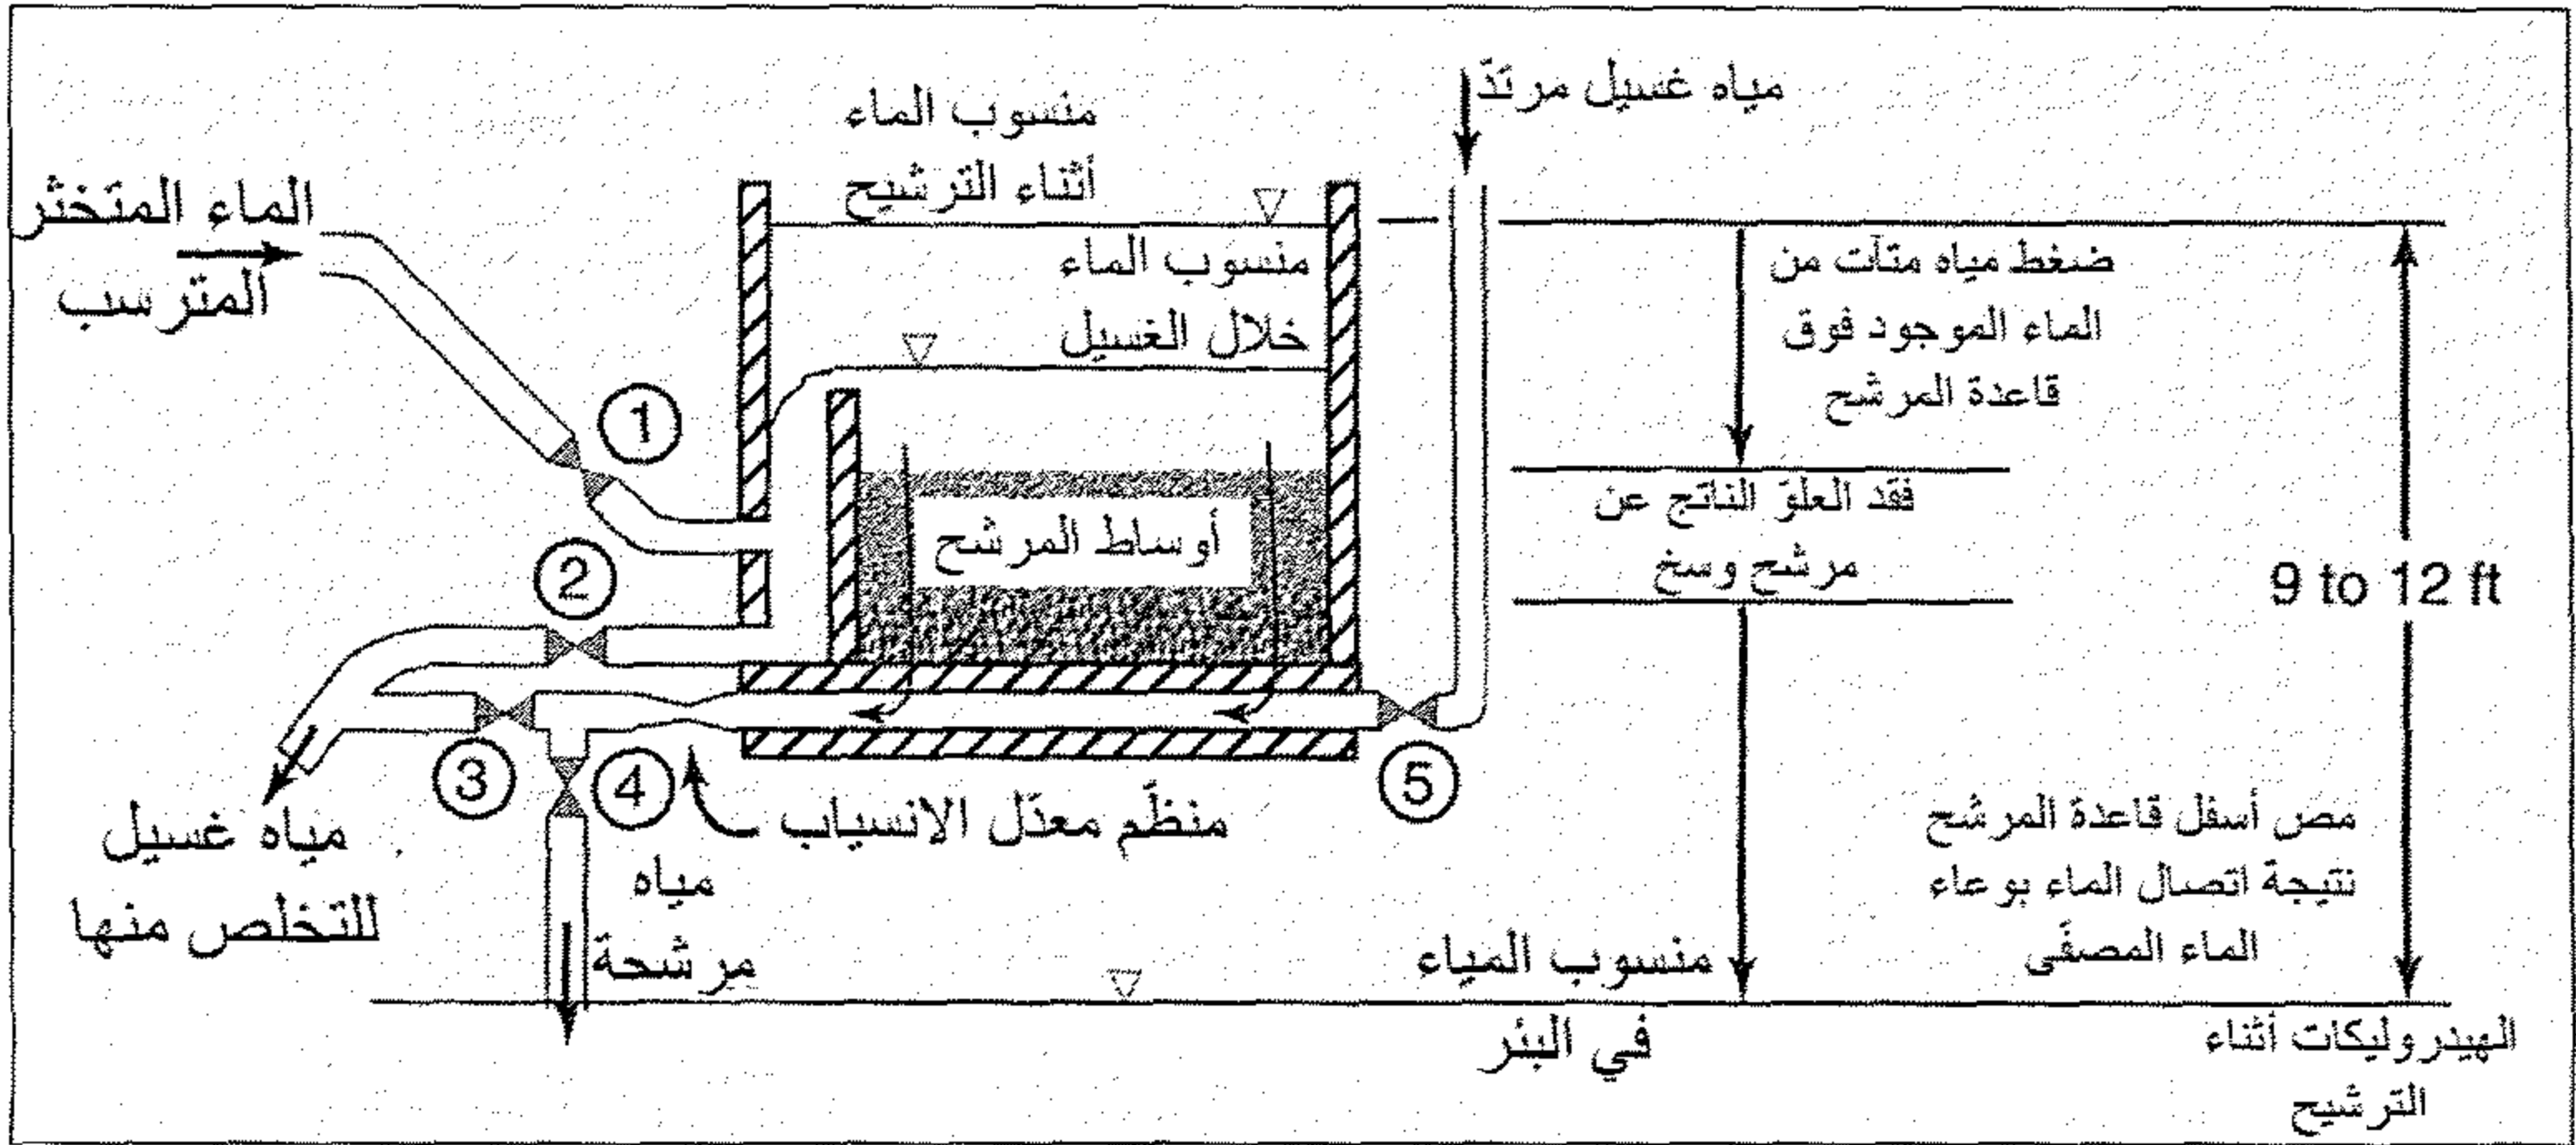 مياه غسيل مرتدّ
منسوب الماء
أثناء الترشيح
الماء المتخثر
المترسب
منسوب الماء
خلال الغسيل
ضغط مياه متآت من
الماء الموجود فوق
قاعدة المرشح
1
أوساط المرشح
فقد العلق الناتج عن
مرشح وسخ
2
9 to 12 ft
3
4
5
منظّم معدّل الانسياب
مياه غسيل
للتخلص منها
مياه
مرشحة
مص أسفل قاعدة المرشح
نتيجة اتصال الماء بوعاء
الماء المصفّى
منسوب المياء
في البئر
الهيدروليكات أثناء
الترشيح